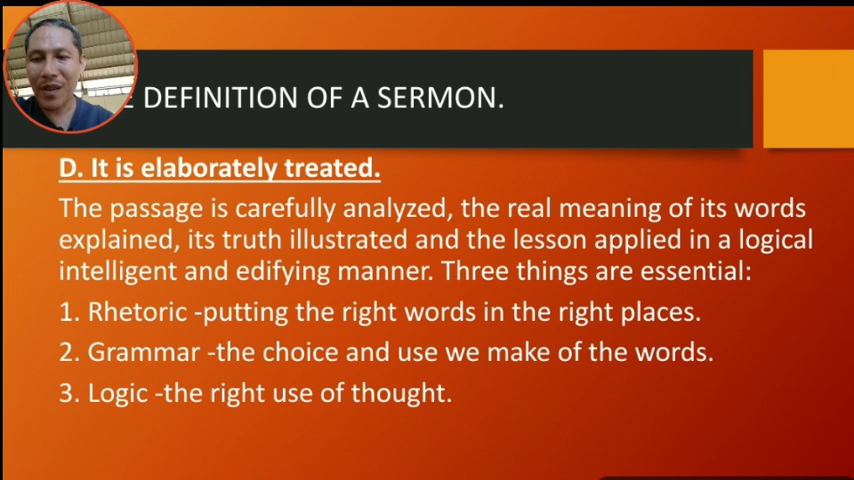 DEFINITION OF A SERMON.
D. It is elaborately treated.
The passage is carefully analyzed, the real meaning of its words
explained, its truth illustrated and the lesson applied in a logical
intelligent and edifying manner. Three things are essential:
1. Rhetoric -putting the right words in the right places.
2. Grammar -the choice and use we make of the words.
3. Logic -the right use of thought.